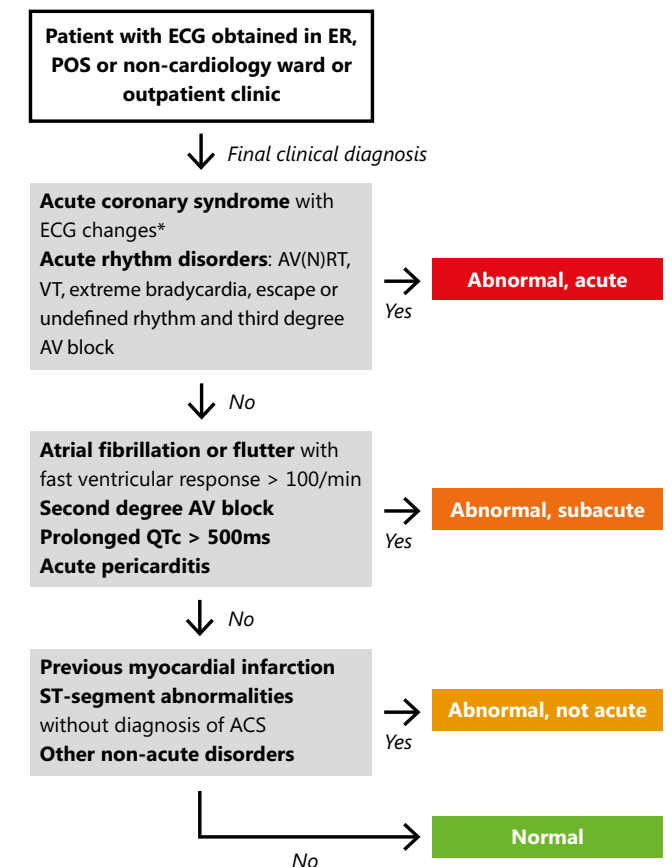 Patient with ECG obtained in ER,
POS or non-cardiology ward or
outpatient clinic
Final clinical diagnosis
Acute coronary syndrome with
ECG changes*
Acute rhythm disorders: AV(N)RT,
VT, extreme bradycardia, escape or
undefined rhythm and third degree
AV block
Yes
Abnormal, acute
No
Atrial fibrillation or flutter with
fast ventricular response > 100/min
Second degree AV block
Prolonged QTc > 500ms
Acute pericarditis
Yes
Abnormal, subacute
No
Previous myocardial infarction
ST-segment abnormalities
without diagnosis of ACS
Other non-acute disorders
Yes
Abnormal, not acute
No
Normal